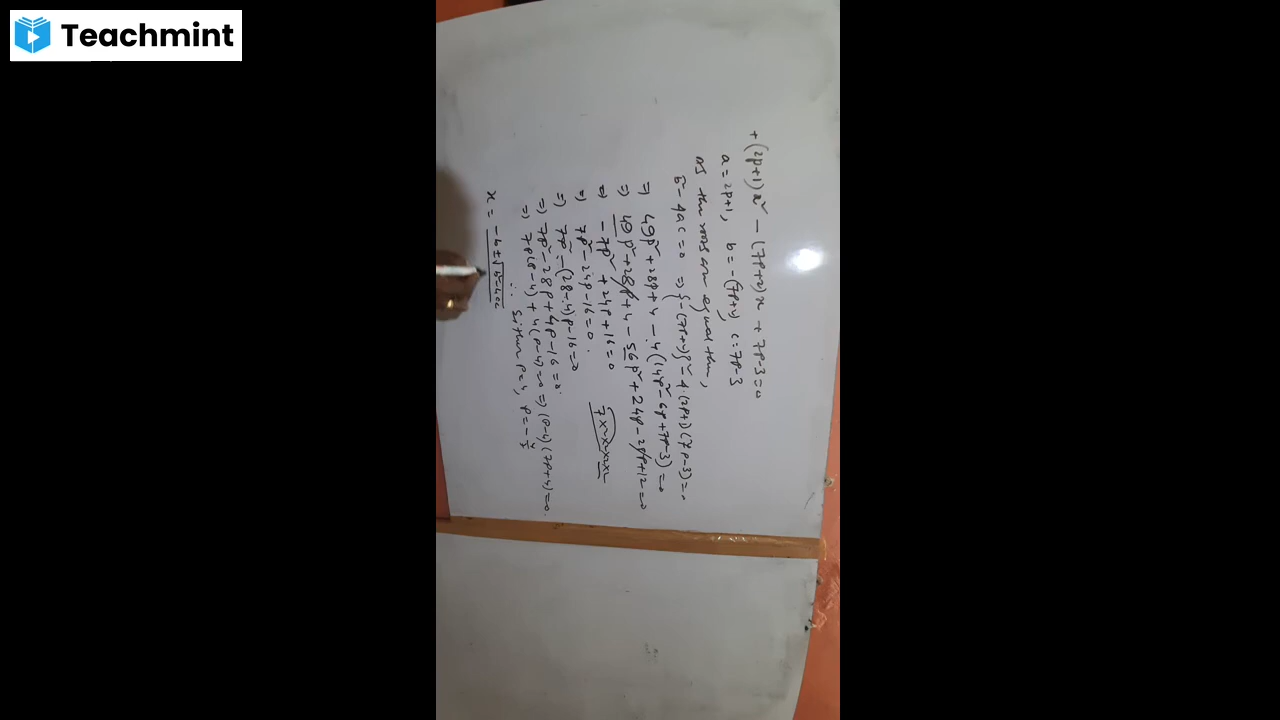 Teachmint
+ (2p+1)x² – (7p+2)x + 7p-3=0
a = 2p+1, b = -(7p+2) c=7p-3
as the roots are equal then,
b² - 4ac=0 ⇒ {-(7p+2)}² - 4 (2p+1)(7p-3)=0
⇒ 49p² + 28p + 4 – 4(14p² - 6p + 7p-3)=0
⇒ 49p² + 28p + 4 – 56p² + 24p - 28p + 12=0
⇒ -7p² + 24p + 16=0
⇒ 7p² - 24p - 16=0.
7x2x2x2x2
⇒ 7p² - (28-4)p - 16=0
⇒ 7p² - 28p + 4p - 16=0.
⇒ 7p(p-4) + 4(p-4)=0 ⇒ (p-4)(7p+4)=0.
∴ Either p=4, p= -4/7
x = -b ± √b²-4ac